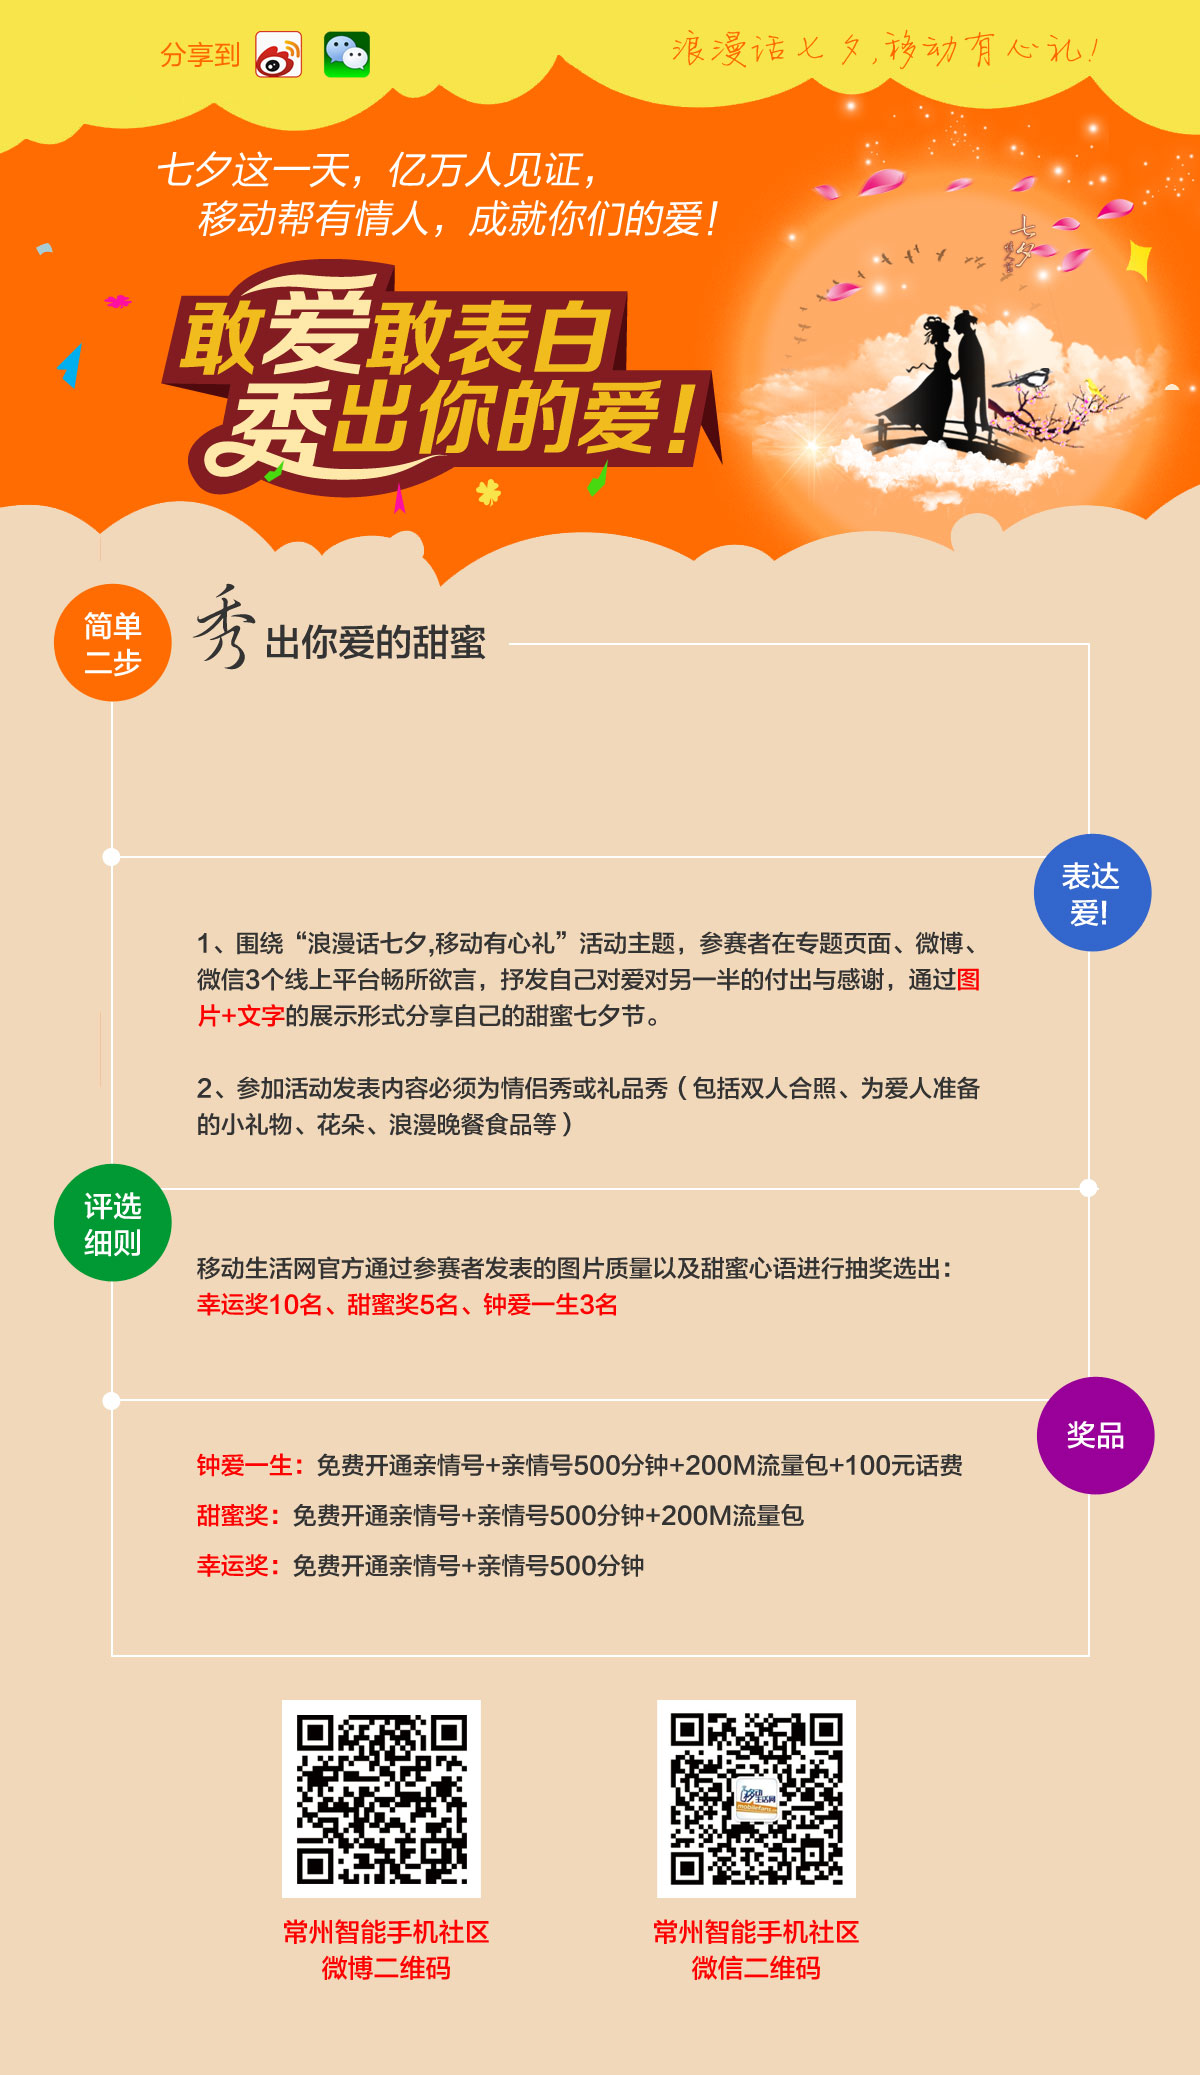 分享到
浪漫话七夕,移动有心礼!
七夕这一天，亿万人见证，
移动帮有情人，成就你们的爱！
七夕
敢爱敢表白
秀出你的爱！
简单
二步
秀出你爱的甜蜜
表达
爱!
1、围绕“浪漫话七夕,移动有心礼”活动主题，参赛者在专题页面、微博、
微信3个线上平台畅所欲言，抒发自己对爱对另一半的付出与感谢，通过图
片+文字的展示形式分享自己的甜蜜七夕节。
2、参加活动发表内容必须为情侣秀或礼品秀（包括双人合照、为爱人准备
的小礼物、花朵、浪漫晚餐食品等）
评选
细则
移动生活网官方通过参赛者发表的图片质量以及甜蜜心语进行抽奖选出：
幸运奖10名、甜蜜奖5名、钟爱一生3名
奖品
钟爱一生：免费开通亲情号+亲情号500分钟+200M流量包+100元话费
甜蜜奖：免费开通亲情号+亲情号500分钟+200M流量包
幸运奖：免费开通亲情号+亲情号500分钟
移动
生活网
常州智能手机社区
微博二维码
常州智能手机社区
微信二维码